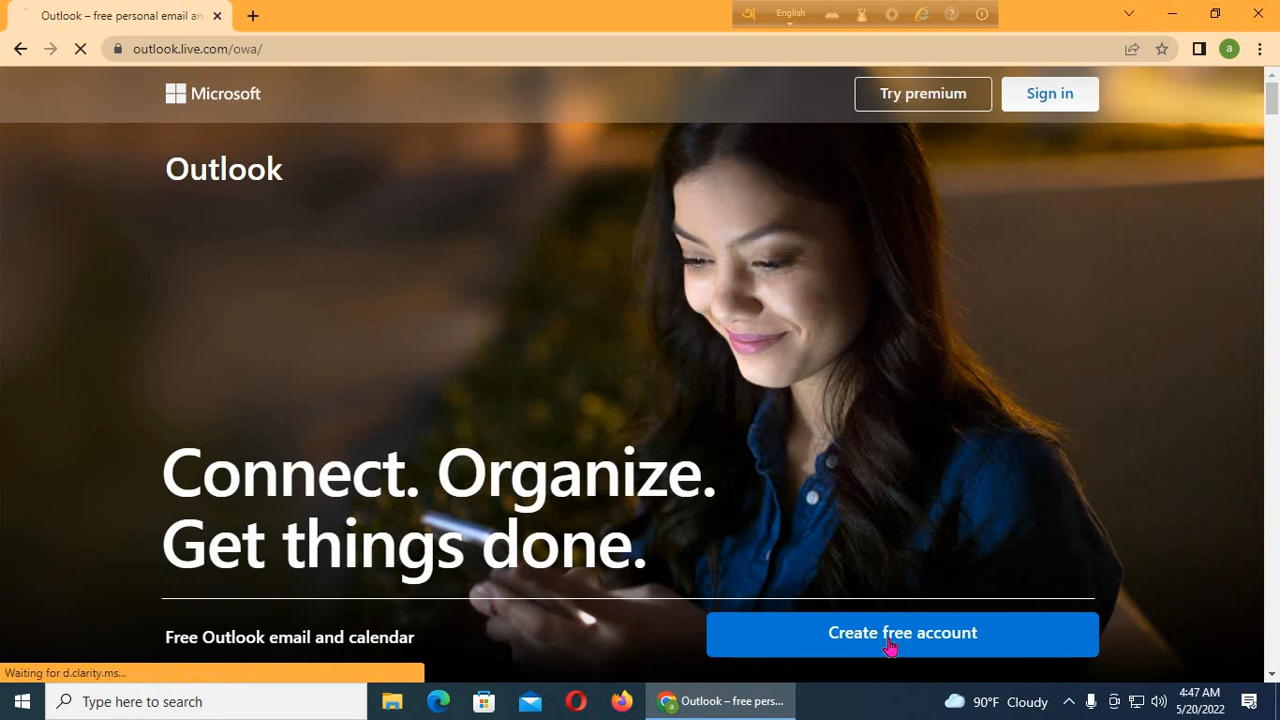 Outlook – free personal email an
English
outlook.live.com/owa/
a
Microsoft
Try premium
Sign in
Outlook
Connect. Organize.
Get things done.
Free Outlook email and calendar
Create free account
Waiting for d.clarity.ms...
Type here to search
a
Outlook – free pers...
90°F Cloudy
4:47 AM
5/20/2022